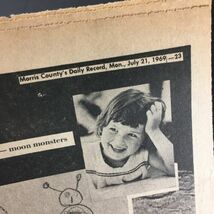 Morris County's Daily Record, Mon., July 21, 1969—23
— moon monsters